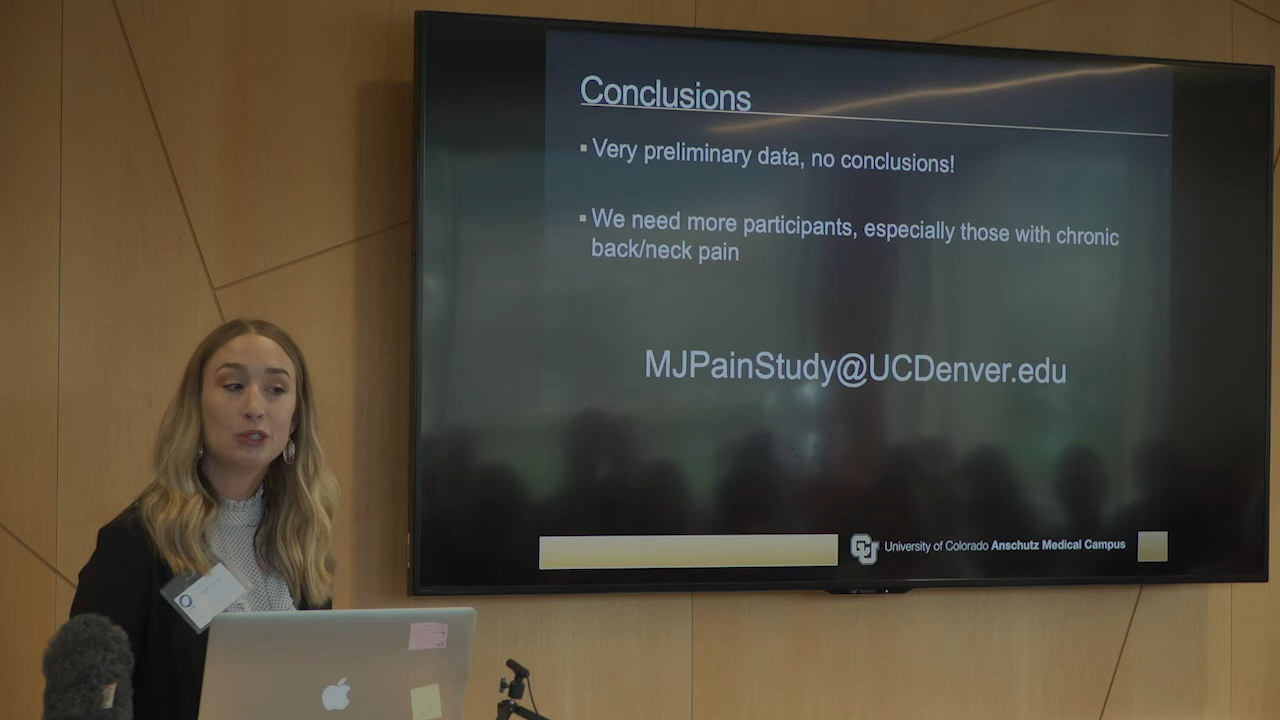 Conclusions
▪ Very preliminary data, no conclusions!
▪ We need more participants, especially those with chronic
back/neck pain
MJPainStudy@UCDenver.edu
University of Colorado Anschutz Medical Campus